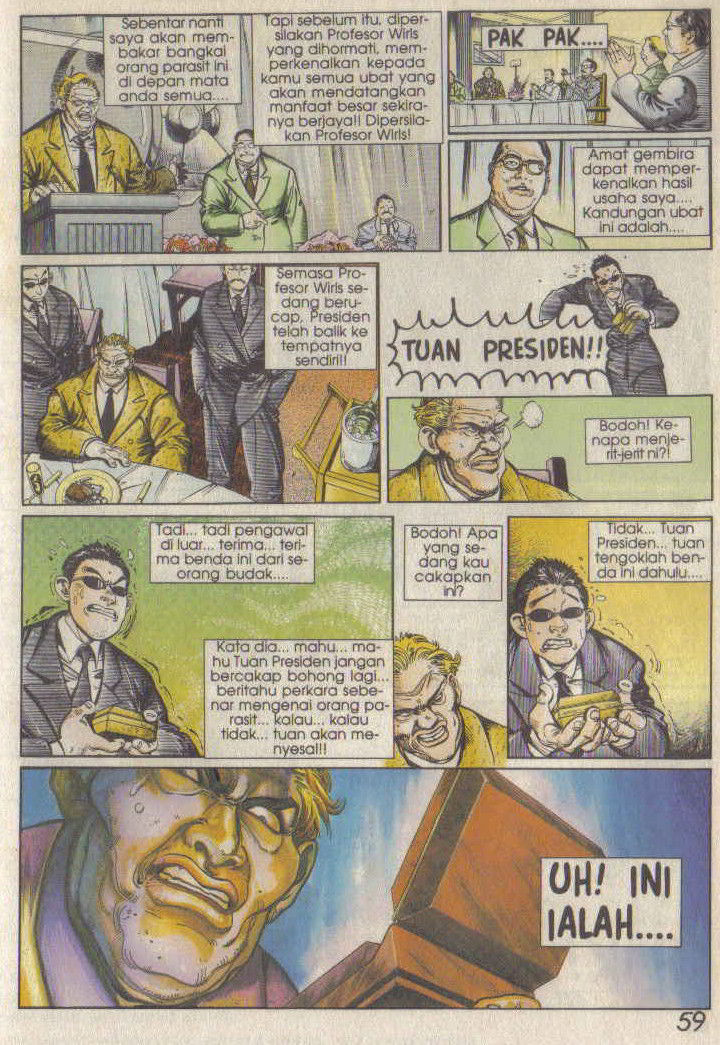 Sebentar nanti
saya akan mem-
bakar bangkai
orang parasit ini
di depan mata
anda semua....
Tapi sebelum itu, diper-
silakan Profesor Wirls
yang dihormati, mem-
perkenalkan kepada
kamu semua ubat yang
akan mendatangkan
manfaat besar sekira-
nya berjaya!! Dipersila-
kan Profesor Wirls!
PAK PAK....
Amat gembira
dapat memper-
kenalkan hasil
usaha saya....
Kandungan ubat
ini adalah....
Semasa Pro-
fesor Wirls se-
dang beru-
cap, Presiden
telah balik ke
tempatnya
sendiri!!
TUAN PRESIDEN!!
Bodoh! Ke-
napa menje-
rit-jerit ni?!
Tadi... tadi pengawal
di luar... terima... teri-
ma benda ini dari se-
orang budak....
Kata dia... mahu... ma-
hu Tuan Presiden jangan
bercakap bohong lagi...
beritahu perkara sebe-
nar mengenai orang pa-
rasit... kalau... kalau
tidak... tuan akan me-
nyesal!!
Bodoh! Apa
yang se-
dang kau
cakapkan
ini?
Tidak... Tuan
Presiden... tuan
tengoklah ben-
da ini dahulu....
UH! INI
IALAH....
59